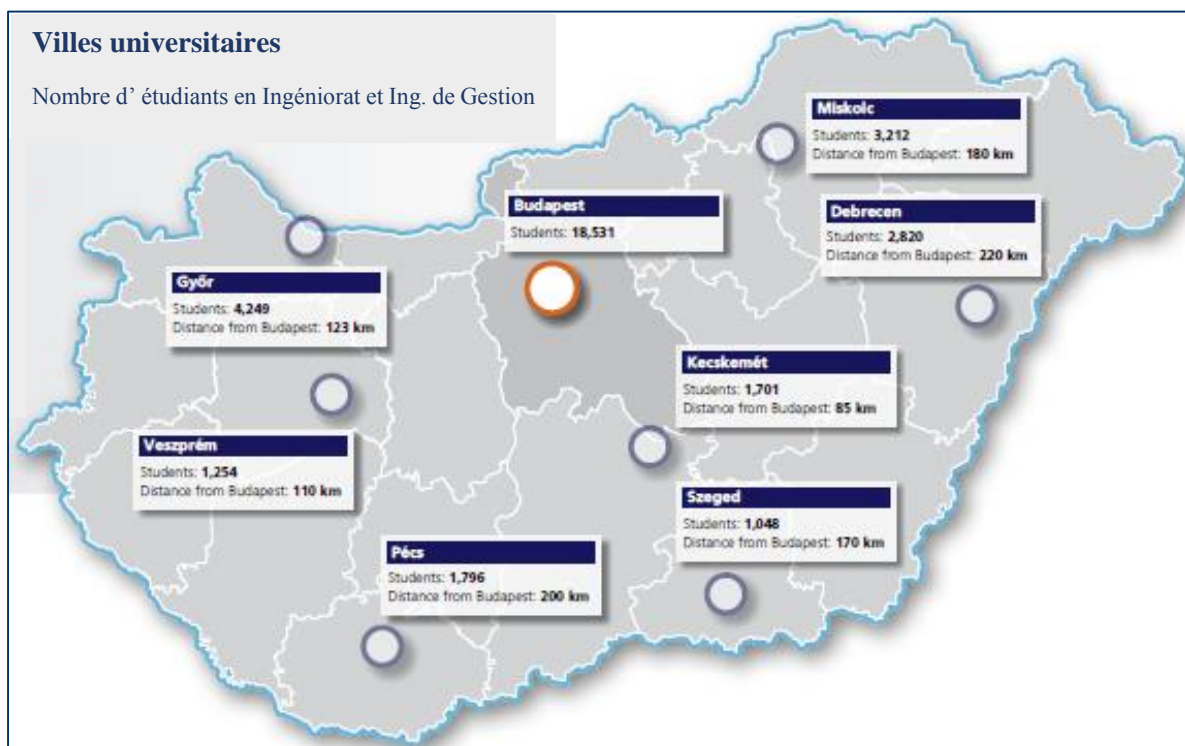 Villes universitaires
Nombre d’ étudiants en Ingéniorat et Ing. de Gestion
Miskolc
Students: 3,212
Distance from Budapest: 180 km
Budapest
Students: 18,531
Debrecen
Students: 2,820
Distance from Budapest: 220 km
Győr
Students: 4,249
Distance from Budapest: 123 km
Kecskemét
Students: 1,701
Distance from Budapest: 85 km
Veszprém
Students: 1,254
Distance from Budapest: 110 km
Szeged
Students: 1,048
Distance from Budapest: 170 km
Pécs
Students: 1,796
Distance from Budapest: 200 km